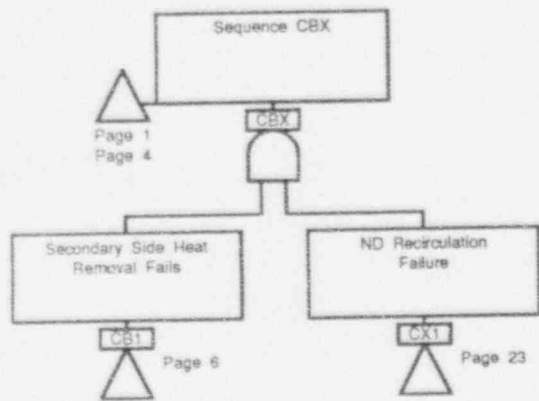 Sequence CBX
Page 1
Page 4
CBX
Secondary Side Heat
Removal Fails
ND Recirculation
Failure
CB1
Page 6
CX1
Page 23